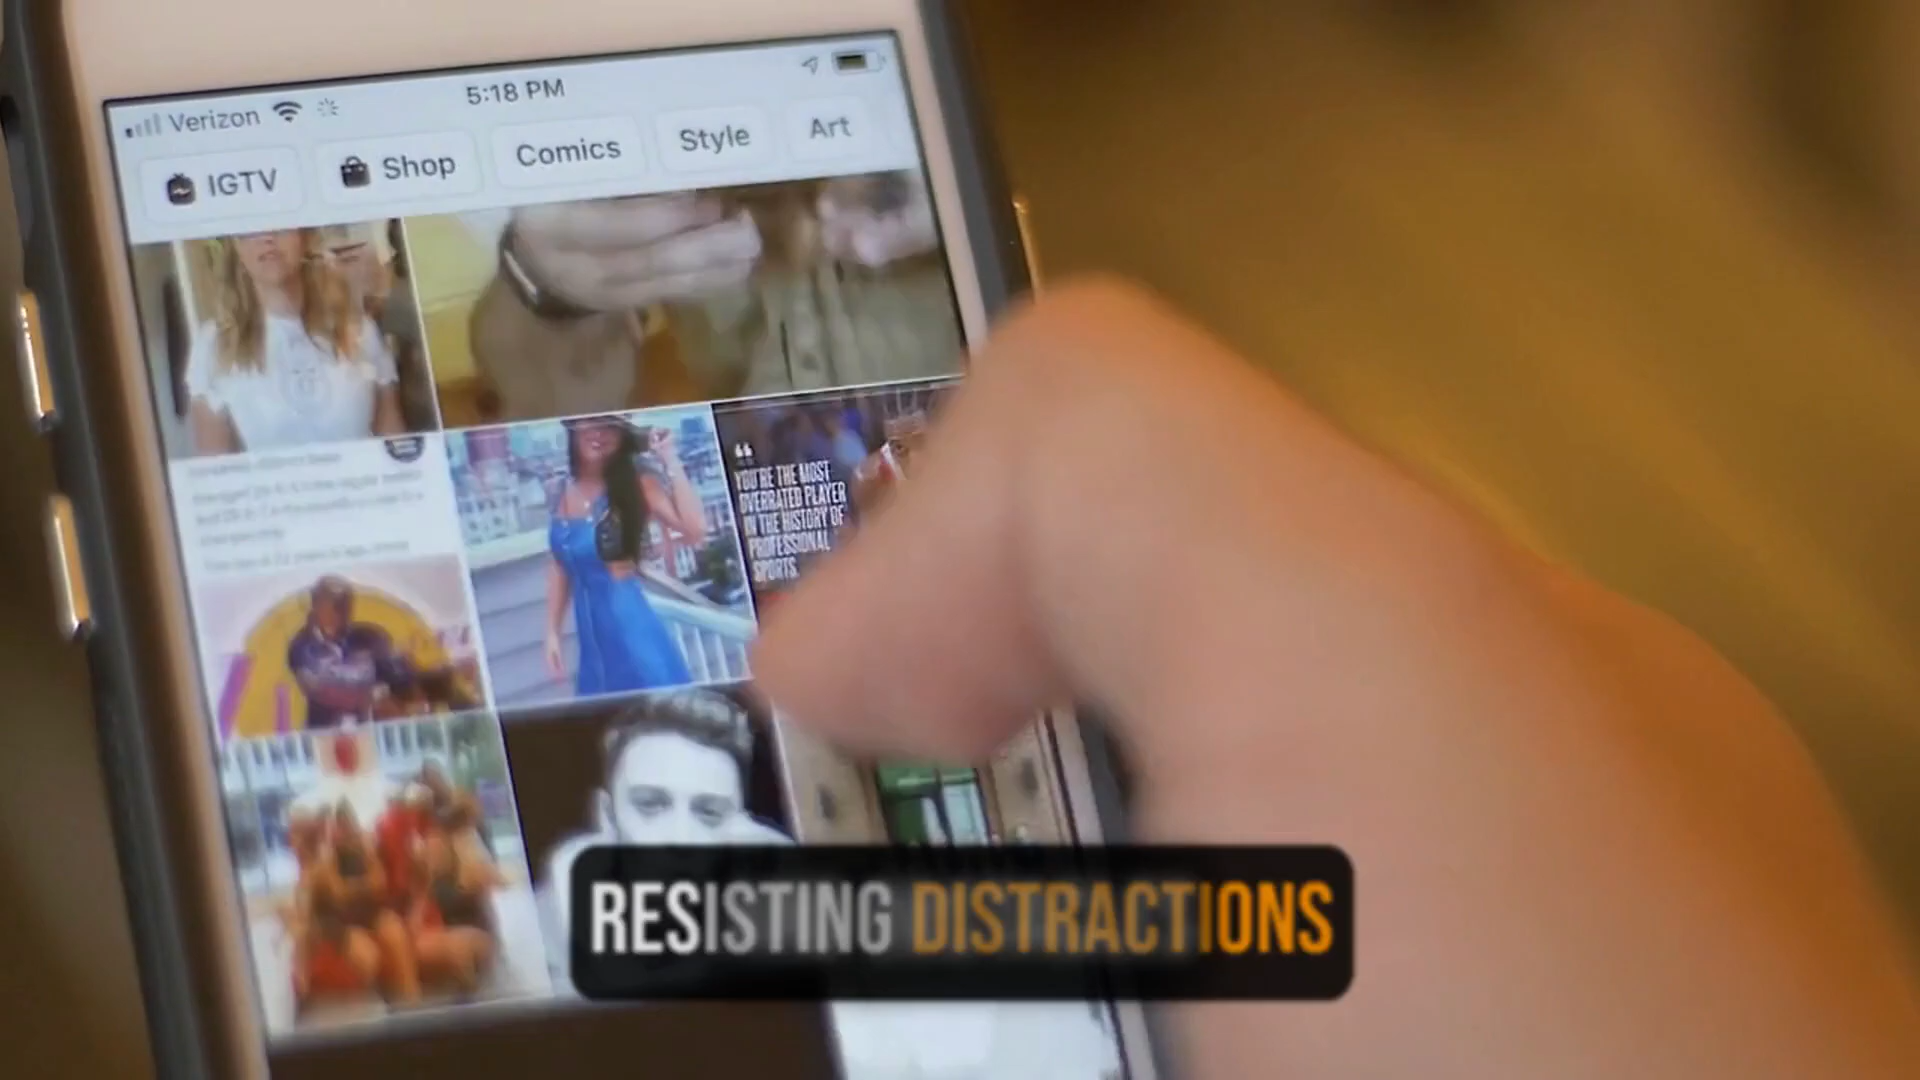 Verizon
5:18 PM
IGTV
Shop
Comics
Style
Art
“
YOU'RE THE MOST
OVERRATED PLAYER
IN THE HISTORY OF
PROFESSIONAL
SPORTS.
RESISTING DISTRACTIONS